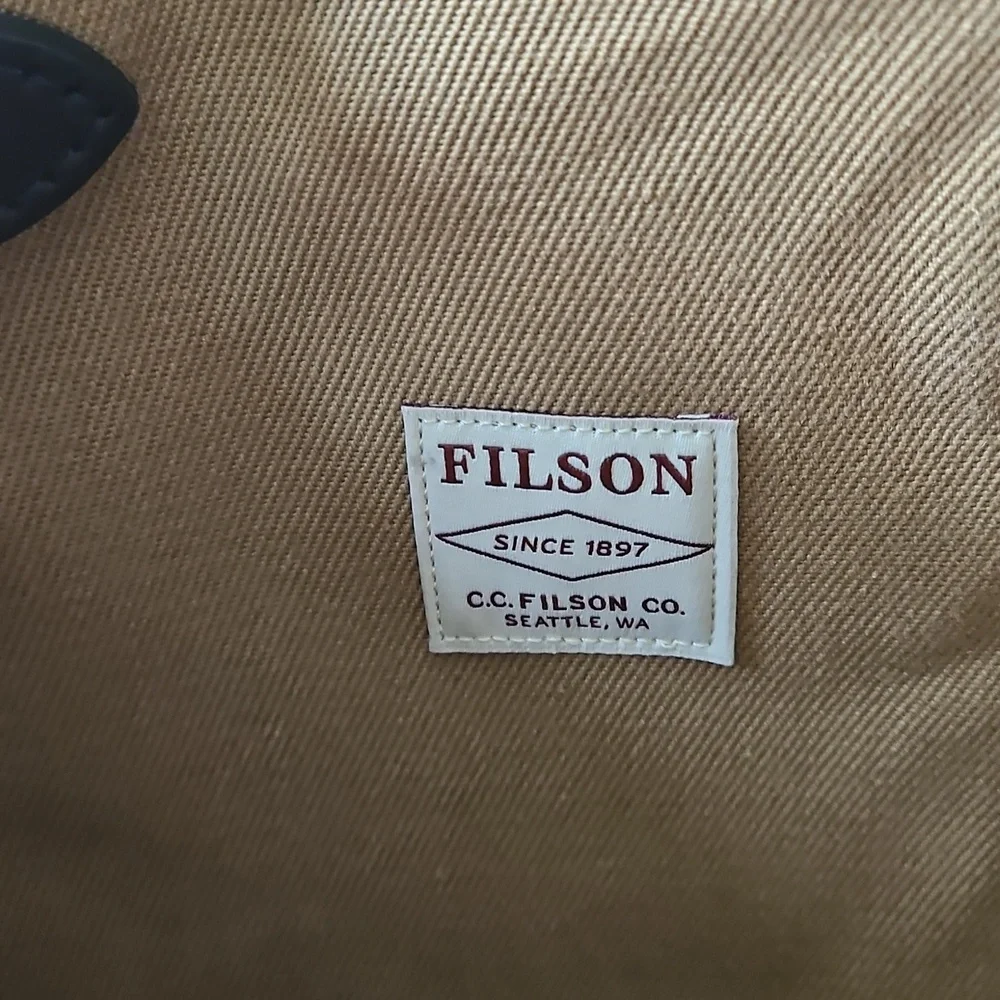 FILSON
SINCE 1897
C.C. FILSON CO.
SEATTLE, WA